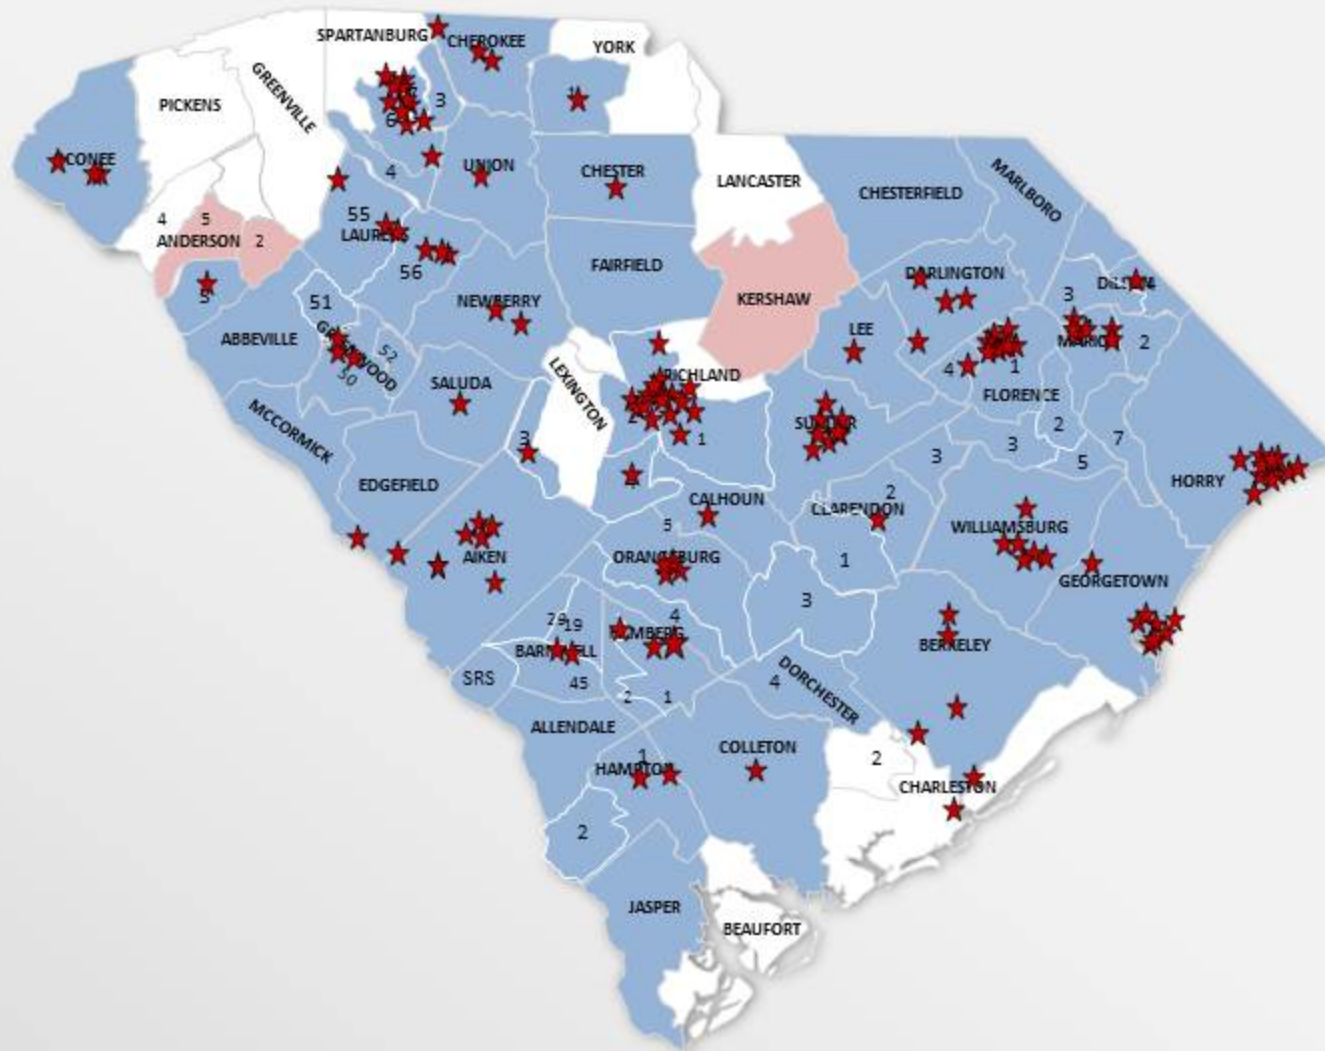 SPARTANBURG
CHEROKEE
YORK
GREENVILLE
PICKENS
3
CONEE
UNION
CHESTER
LANCASTER
CHESTERFIELD
MARLBORO
4
4
5
2
ANDERSON
55
LAURENS
56
FAIRFIELD
KERSHAW
DARLINGTON
3
51
NEWBERRY
LEE
2
ABBEVILLE
GREENWOOD
52
50
SALUDA
LEXINGTON
RICHLAND
4
1
FLORENCE
MCCORMICK
3
1
2
7
3
3
5
EDGEFIELD
HORRY
CALHOUN
2
CLARENDON
5
WILLIAMSBURG
AIKEN
ORANGEBURG
1
GEORGETOWN
3
4
19
BERKELEY
SRS
45
2
1
4
DORCHESTER
ALLENDALE
COLLETON
1
HAMPTON
2
CHARLESTON
2
JASPER
BEAUFORT